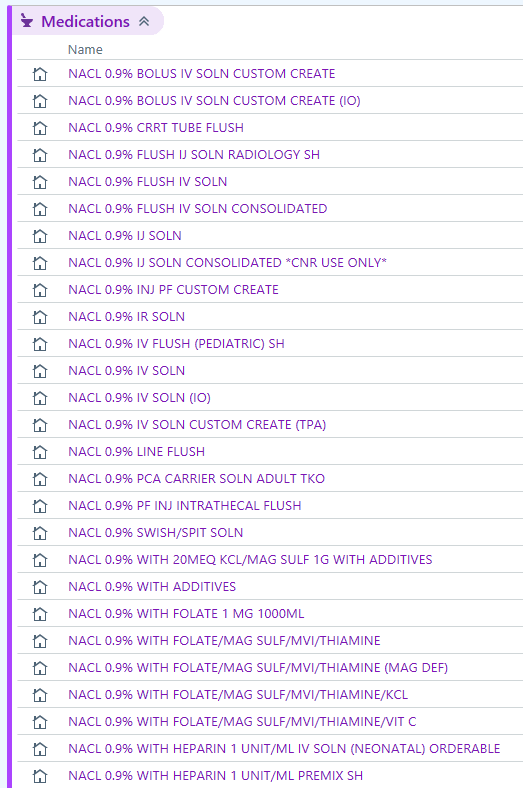 Medications
Name
NACL 0.9% BOLUS IV SOLN CUSTOM CREATE
NACL 0.9% BOLUS IV SOLN CUSTOM CREATE (IO)
NACL 0.9% CRRT TUBE FLUSH
NACL 0.9% FLUSH IJ SOLN RADIOLOGY SH
NACL 0.9% FLUSH IV SOLN
NACL 0.9% FLUSH IV SOLN CONSOLIDATED
NACL 0.9% IJ SOLN
NACL 0.9% IJ SOLN CONSOLIDATED *CNR USE ONLY*
NACL 0.9% INJ PF CUSTOM CREATE
NACL 0.9% IR SOLN
NACL 0.9% IV FLUSH (PEDIATRIC) SH
NACL 0.9% IV SOLN
NACL 0.9% IV SOLN (IO)
NACL 0.9% IV SOLN CUSTOM CREATE (TPA)
NACL 0.9% LINE FLUSH
NACL 0.9% PCA CARRIER SOLN ADULT TKO
NACL 0.9% PF INJ INTRATHECAL FLUSH
NACL 0.9% SWISH/SPIT SOLN
NACL 0.9% WITH 20MEQ KCL/MAG SULF 1G WITH ADDITIVES
NACL 0.9% WITH ADDITIVES
NACL 0.9% WITH FOLATE 1 MG 1000ML
NACL 0.9% WITH FOLATE/MAG SULF/MVI/THIAMINE
NACL 0.9% WITH FOLATE/MAG SULF/MVI/THIAMINE (MAG DEF)
NACL 0.9% WITH FOLATE/MAG SULF/MVI/THIAMINE/KCL
NACL 0.9% WITH FOLATE/MAG SULF/MVI/THIAMINE/VIT C
NACL 0.9% WITH HEPARIN 1 UNIT/ML IV SOLN (NEONATAL) ORDERABLE
NACL 0.9% WITH HEPARIN 1 UNIT/ML PREMIX SH